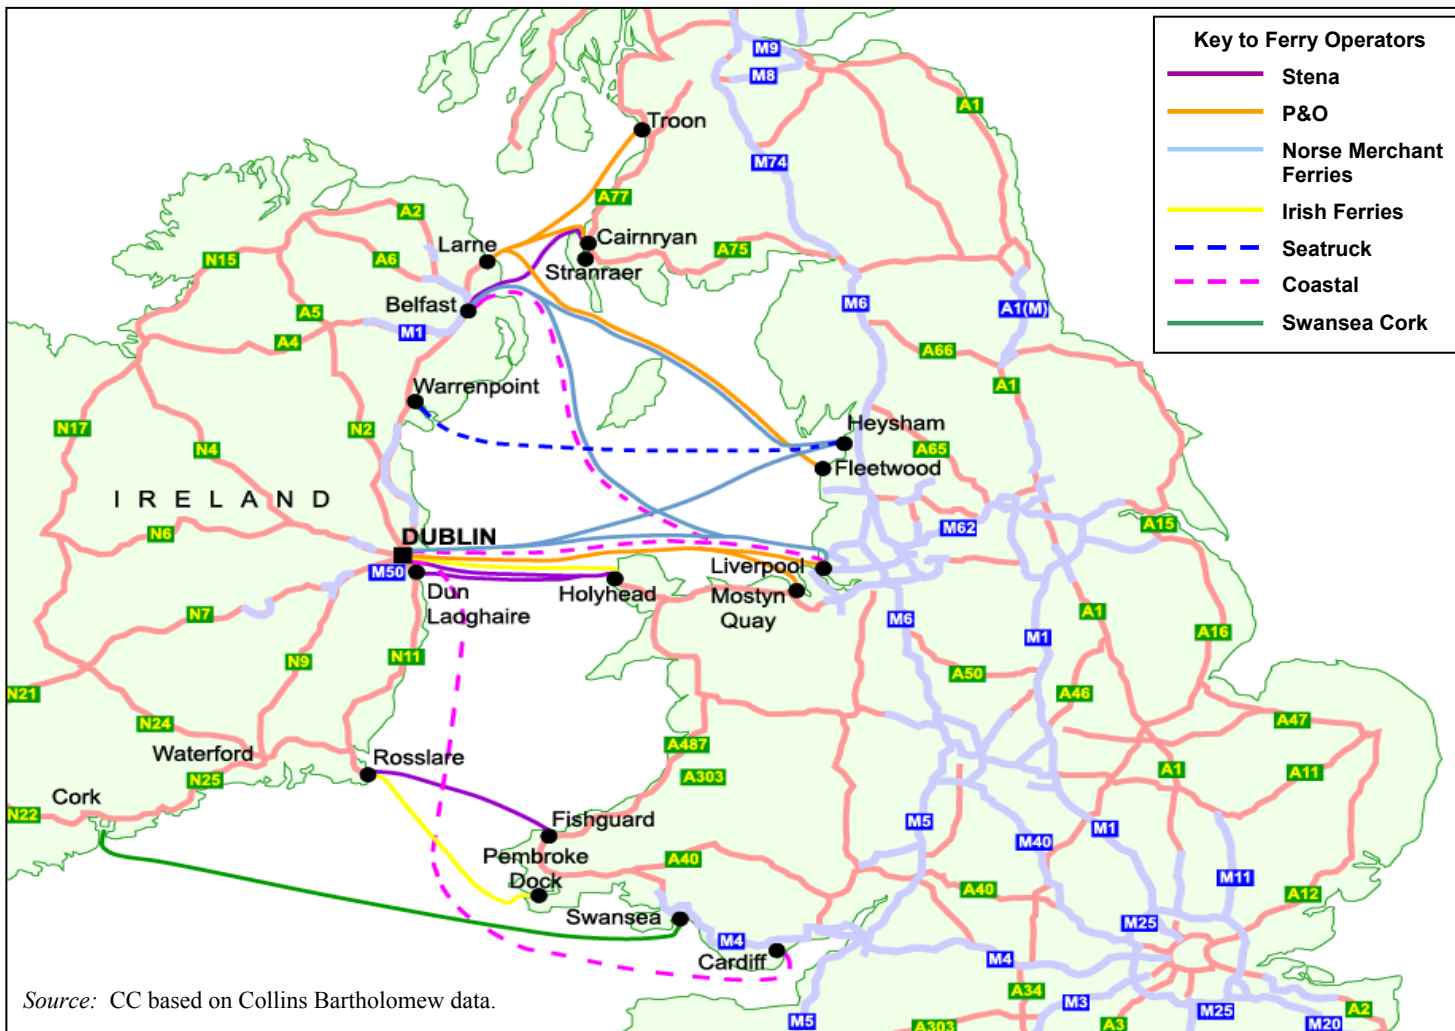 Key to Ferry Operators
Stena
P&O
Norse Merchant
Ferries
Irish Ferries
Seatruck
Coastal
Swansea Cork
M9
M8
A1
Troon
M74
A77
A2
Larne
Cairnryan
A75
N15
A6
Stranraer
Belfast
M6
A1(M)
A5
M1
A4
A66
Warrenpoint
A1
N17
N2
Heysham
N4
A65
Fleetwood
IRELAND
A15
M62
N6
DUBLIN
M50
Liverpool
Dun
Laoghaire
Holyhead
Mostyn
Quay
N7
A1
M6
M1
A16
N9
N11
A50
N21
A46
N24
A47
Waterford
Rosslare
A487
A303
A1
A11
N25
Cork
N22
Fishguard
M5
M1
Pembroke
Dock
A40
M40
M11
A40
A12
Swansea
M25
M4
Cardiff
M4
A34
M3
M25
A2
M5
A303
A3
M20
Source: CC based on Collins Bartholomew data.